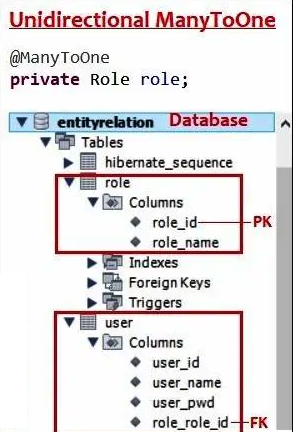 Unidirectional ManyToOne
@ManyToOne
private Role role;
entityrelation Database
Tables
hibernate_sequence
role
Columns
role_id PK
role_name
Indexes
Foreign Keys
Triggers
user
Columns
user_id
user_name
user_pwd
role_role_id FK